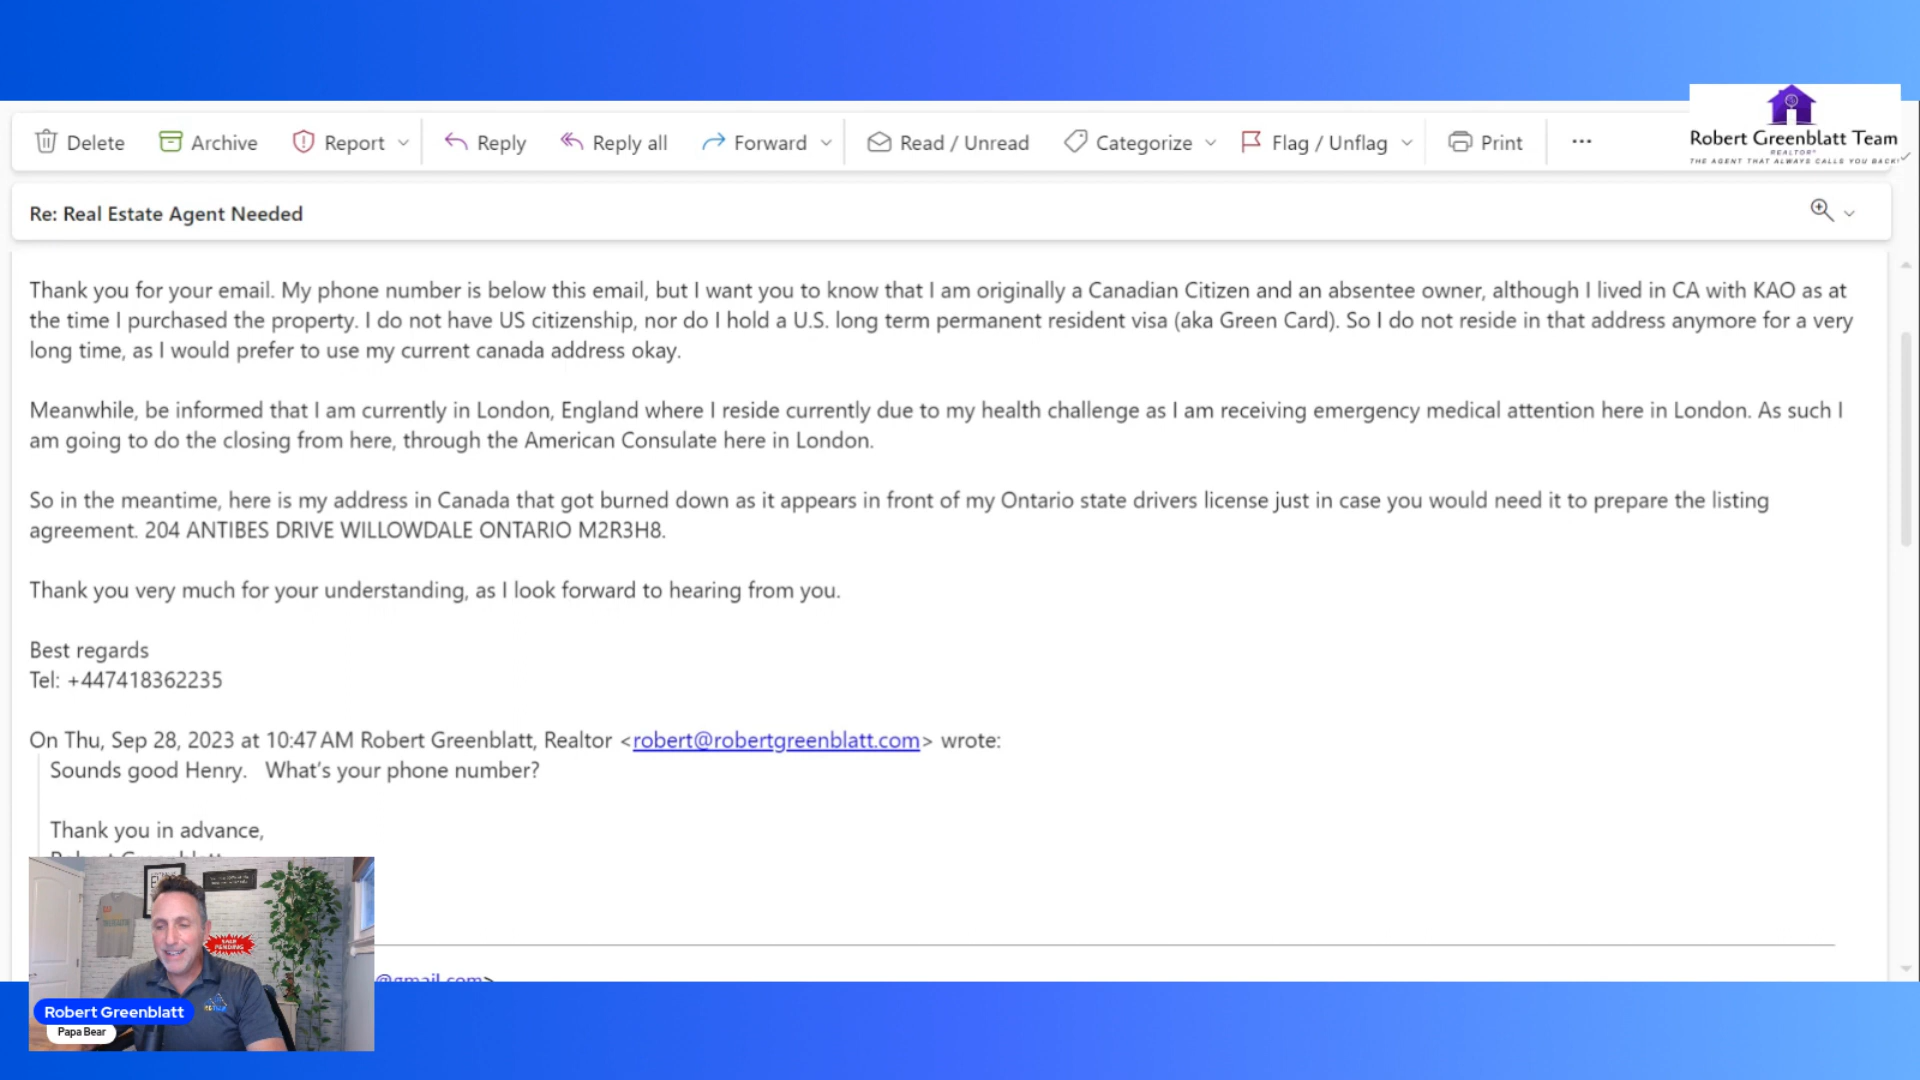 Delete
Archive
Report
Reply
Reply all
Forward
Read / Unread
Categorize
Flag / Unflag
Print
Robert Greenblatt Team
REALTOR®
THE AGENT THAT ALWAYS CALLS YOU BACK!
Re: Real Estate Agent Needed
Thank you for your email. My phone number is below this email, but I want you to know that I am originally a Canadian Citizen and an absentee owner, although I lived in CA with KAO as at
the time I purchased the property. I do not have US citizenship, nor do I hold a U.S. long term permanent resident visa (aka Green Card). So I do not reside in that address anymore for a very
long time, as I would prefer to use my current canada address okay.
Meanwhile, be informed that I am currently in London, England where I reside currently due to my health challenge as I am receiving emergency medical attention here in London. As such I
am going to do the closing from here, through the American Consulate here in London.
So in the meantime, here is my address in Canada that got burned down as it appears in front of my Ontario state drivers license just in case you would need it to prepare the listing
agreement. 204 ANTIBES DRIVE WILLOWDALE ONTARIO M2R3H8.
Thank you very much for your understanding, as I look forward to hearing from you.
Best regards
Tel: +447418362235
On Thu, Sep 28, 2023 at 10:47 AM Robert Greenblatt, Realtor <robert@robertgreenblatt.com> wrote:
Sounds good Henry. What's your phone number?
Thank you in advance,
@gmail.com>
SALE
PENDING
Robert Greenblatt
Papa Bear